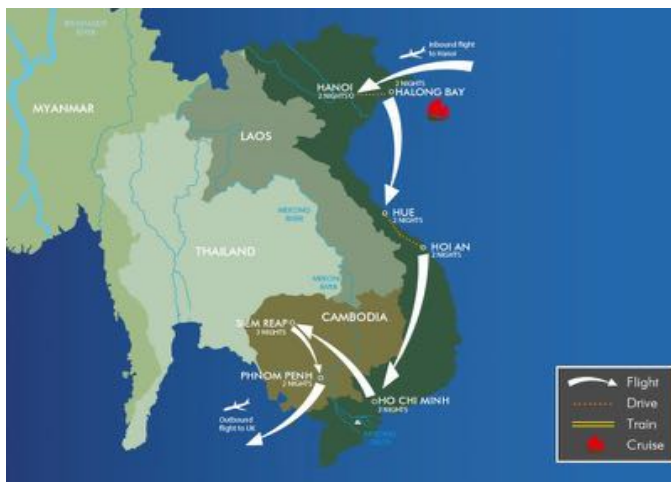 MYANMAR
LAOS
THAILAND
CAMBODIA
Inbound flight
to Hanoi
HANOI
2 NIGHTS
2 NIGHTS
HALONG BAY
HUE
2 NIGHTS
HOI AN
2 NIGHTS
MEKONG
RIVER
RIVER
SIEM REAP
3 NIGHTS
PHNOM PENH
2 NIGHTS
HO CHI MINH
2 NIGHTS
Outbound
flight to UK
Flight
Drive
Train
Cruise